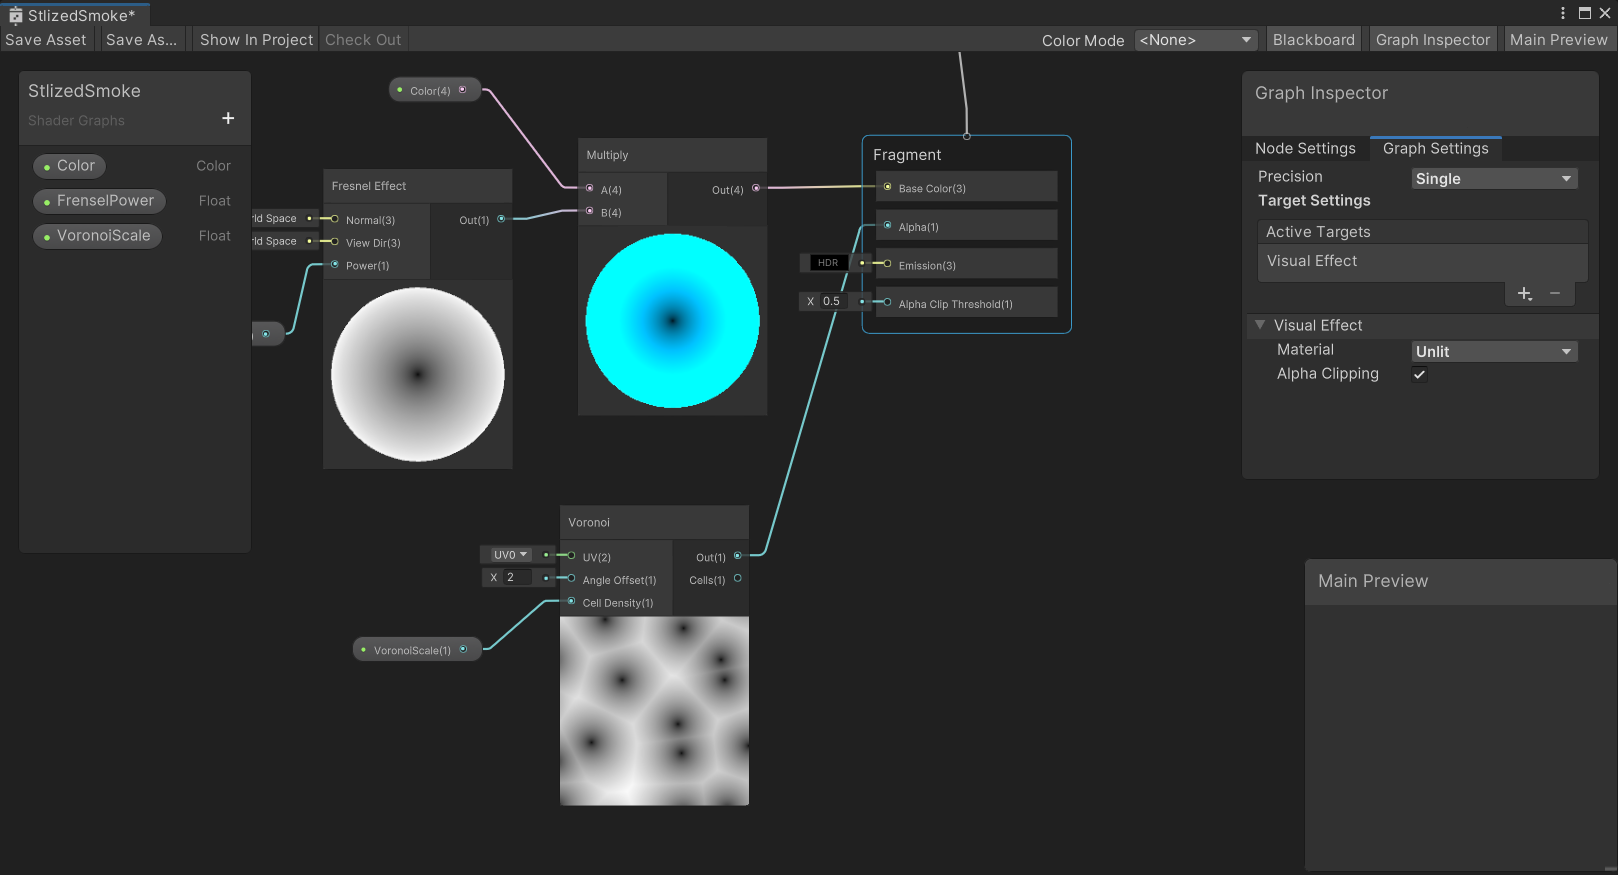 StlizedSmoke*
Save Asset
Save As...
Show In Project
Check Out
Color Mode
<None>
Blackboard
Graph Inspector
Main Preview
StlizedSmoke
Shader Graphs
+
Color
Color
FrenselPower
Float
VoronoiScale
Float
Color(4)
Fresnel Effect
rld Space
Normal(3)
Out(1)
rld Space
View Dir(3)
Power(1)
Multiply
A(4)
Out(4)
B(4)
Fragment
Base Color(3)
Alpha(1)
HDR
Emission(3)
X 0.5
Alpha Clip Threshold(1)
Voronoi
UV0
UV(2)
Out(1)
X 2
Angle Offset(1)
Cells(1)
Cell Density(1)
VoronoiScale(1)
Graph Inspector
Node Settings
Graph Settings
Precision
Single
Target Settings
Active Targets
Visual Effect
Visual Effect
Material
Unlit
Alpha Clipping
Main Preview